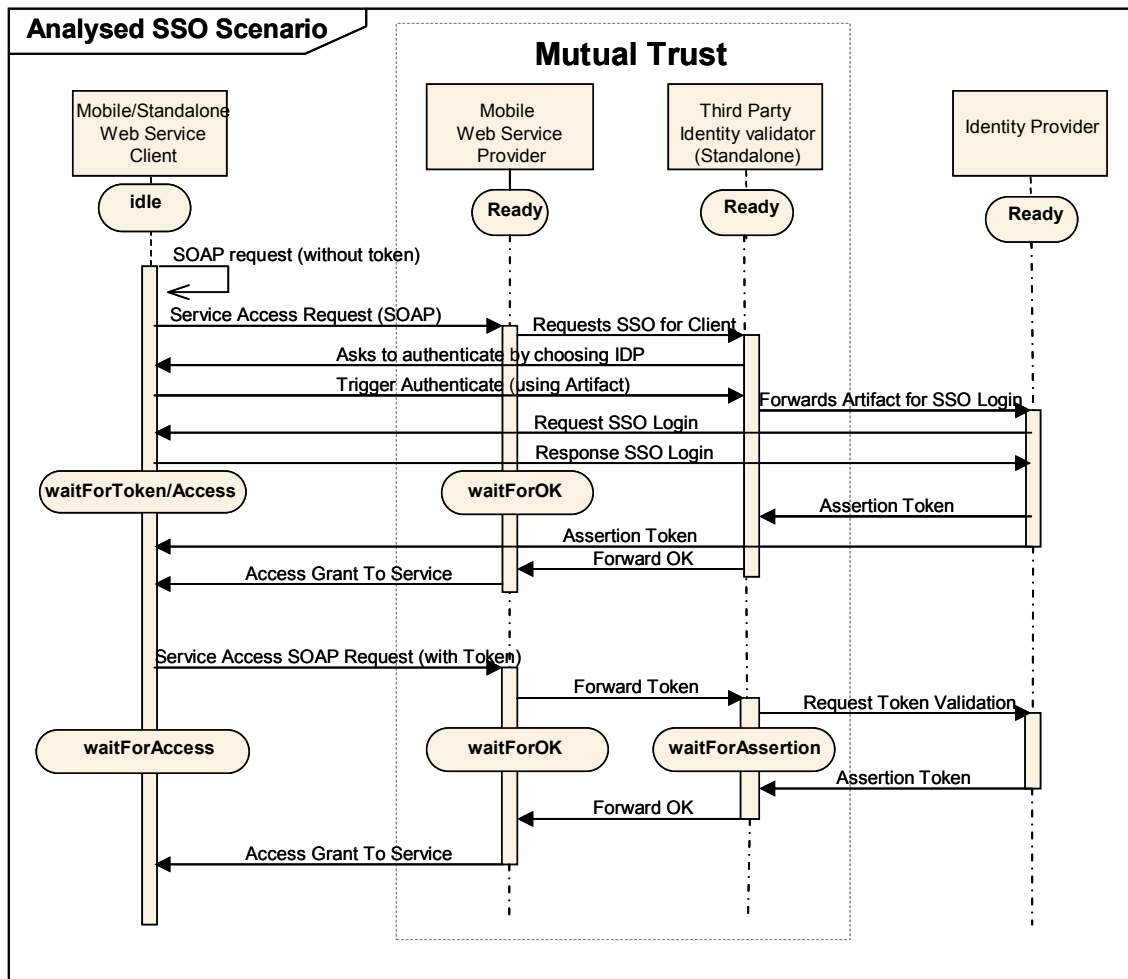 Analysed SSO Scenario
Mutual Trust
Mobile/Standalone
Web Service
Client
Mobile
Web Service
Provider
Third Party
Identity validator
(Standalone)
Identity Provider
idle
Ready
Ready
Ready
SOAP request (without token)
Service Access Request (SOAP)
Requests SSO for Client
Asks to authenticate by choosing IDP
Trigger Authenticate (using Artifact)
Forwards Artifact for SSO Login
Request SSO Login
Response SSO Login
waitForToken/Access
waitForOK
Assertion Token
Assertion Token
Forward OK
Access Grant To Service
Service Access SOAP Request (with Token)
Forward Token
Request Token Validation
waitForAccess
waitForOK
waitForAssertion
Assertion Token
Forward OK
Access Grant To Service